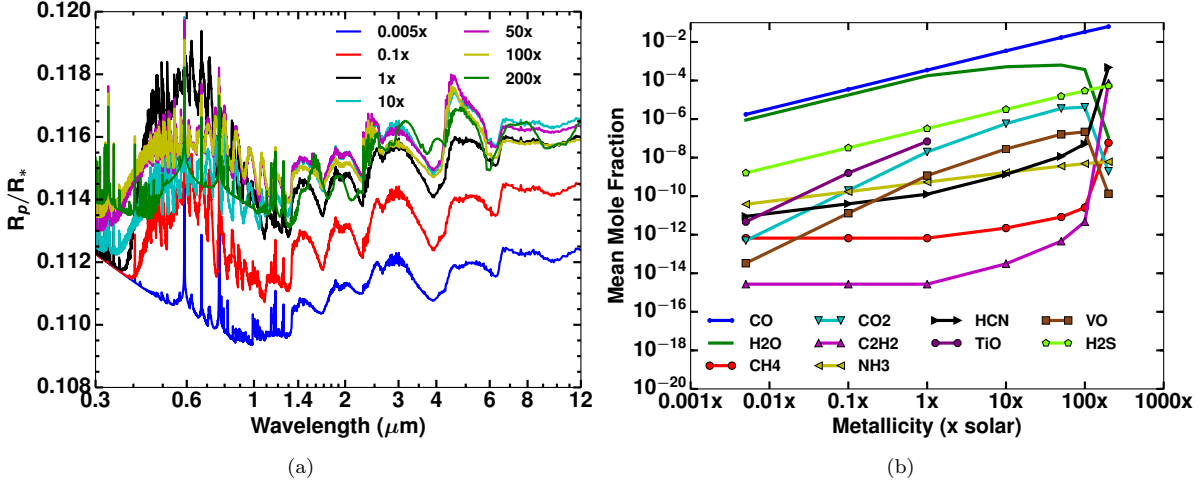 0.120
0.118
0.116
0.114
0.112
0.110
0.108
R_p/R_*
0.005x
0.1x
1x
10x
50x
100x
200x
0.3
0.6
1
1.4
2
3
4
6
8
12
Wavelength (μm)
(a)
10^-2
10^-4
10^-6
10^-8
10^-10
10^-12
10^-14
10^-16
10^-18
10^-20
Mean Mole Fraction
CO
H2O
CH4
CO2
C2H2
NH3
HCN
TiO
VO
H2S
0.001x
0.01x
0.1x
1x
10x
100x
1000x
Metallicity (x solar)
(b)